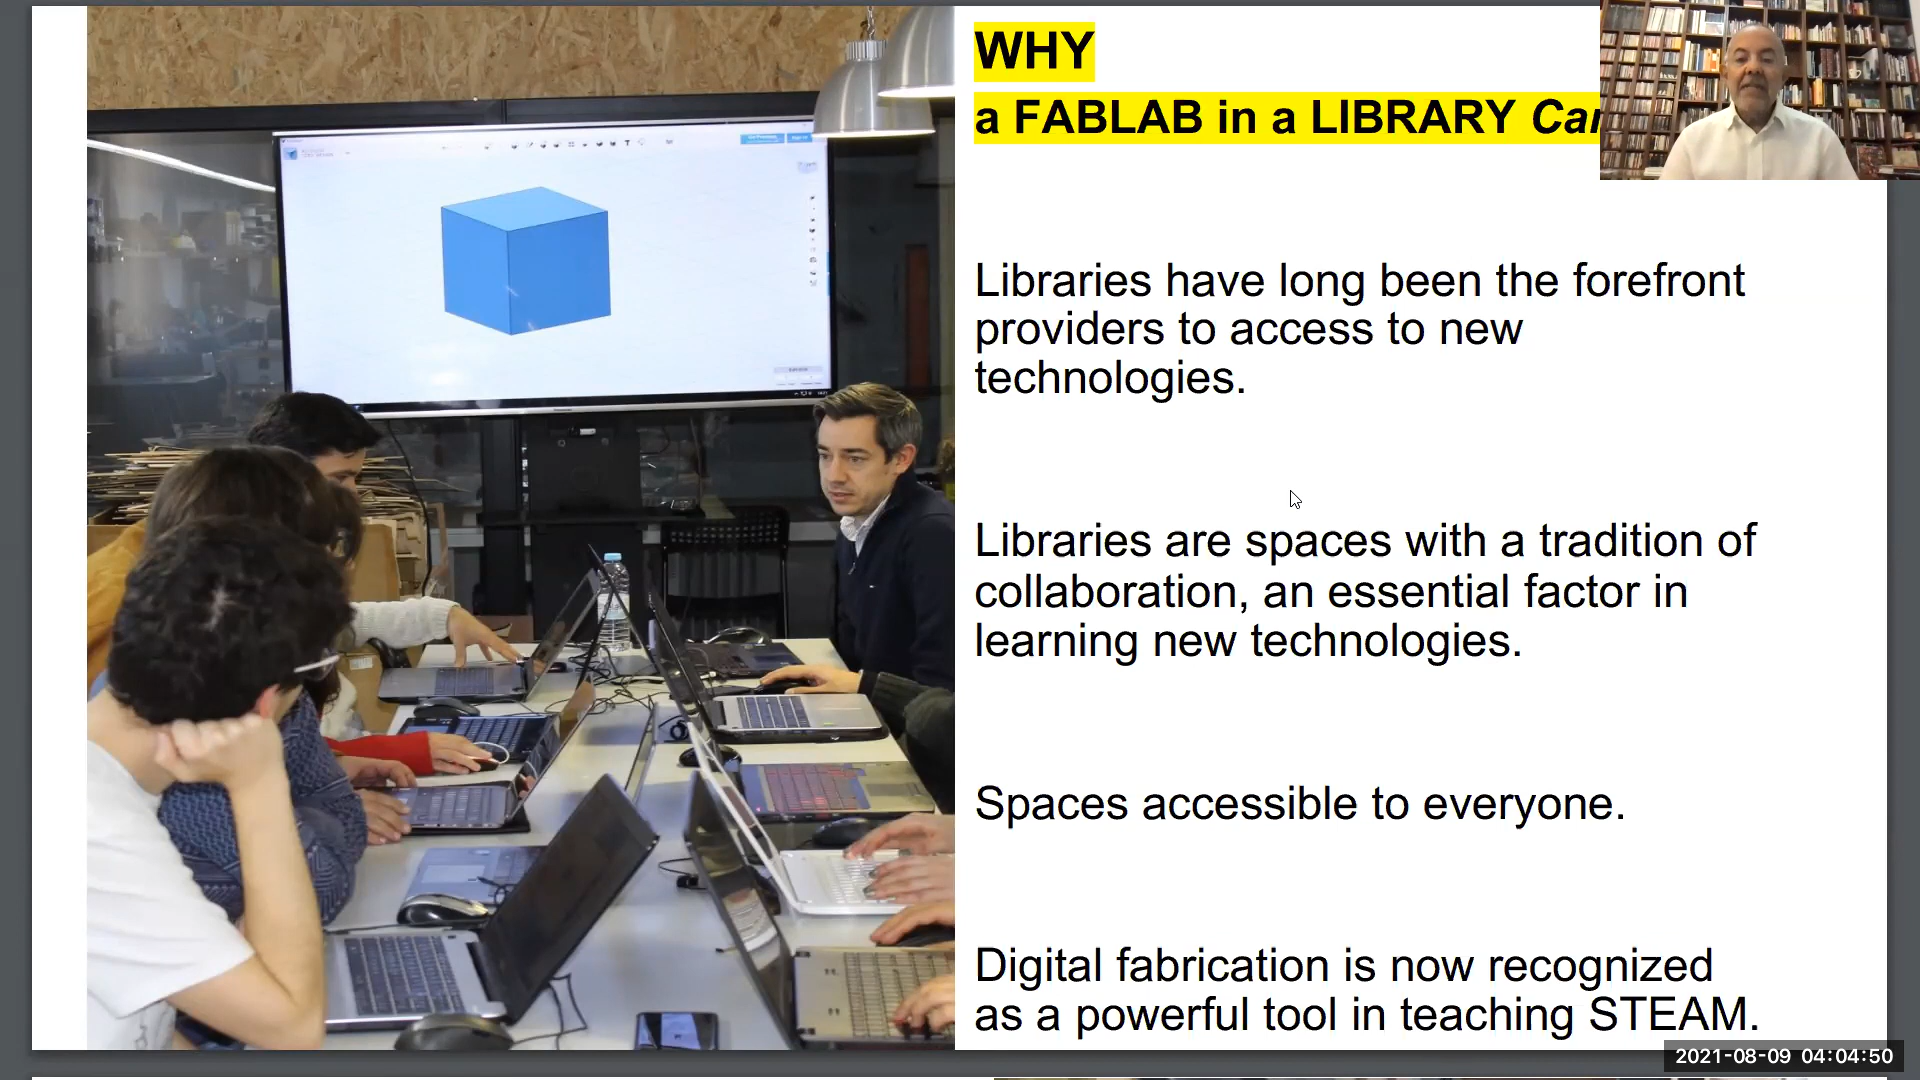 WHY
a FABLAB in a LIBRARY Car
Libraries have long been the forefront
providers to access to new
technologies.
Libraries are spaces with a tradition of
collaboration, an essential factor in
learning new technologies.
Spaces accessible to everyone.
Digital fabrication is now recognized
as a powerful tool in teaching STEAM.
2021-08-09 04:04:50